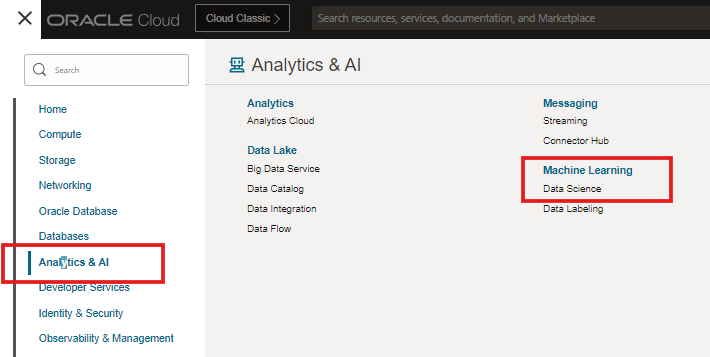 ORACLE Cloud
Cloud Classic >
Search resources, services, documentation, and Marketplace
Search
Home
Compute
Storage
Networking
Oracle Database
Databases
Analytics & AI
Developer Services
Identity & Security
Observability & Management
Analytics & AI
Analytics
Analytics Cloud
Data Lake
Big Data Service
Data Catalog
Data Integration
Data Flow
Messaging
Streaming
Connector Hub
Machine Learning
Data Science
Data Labeling